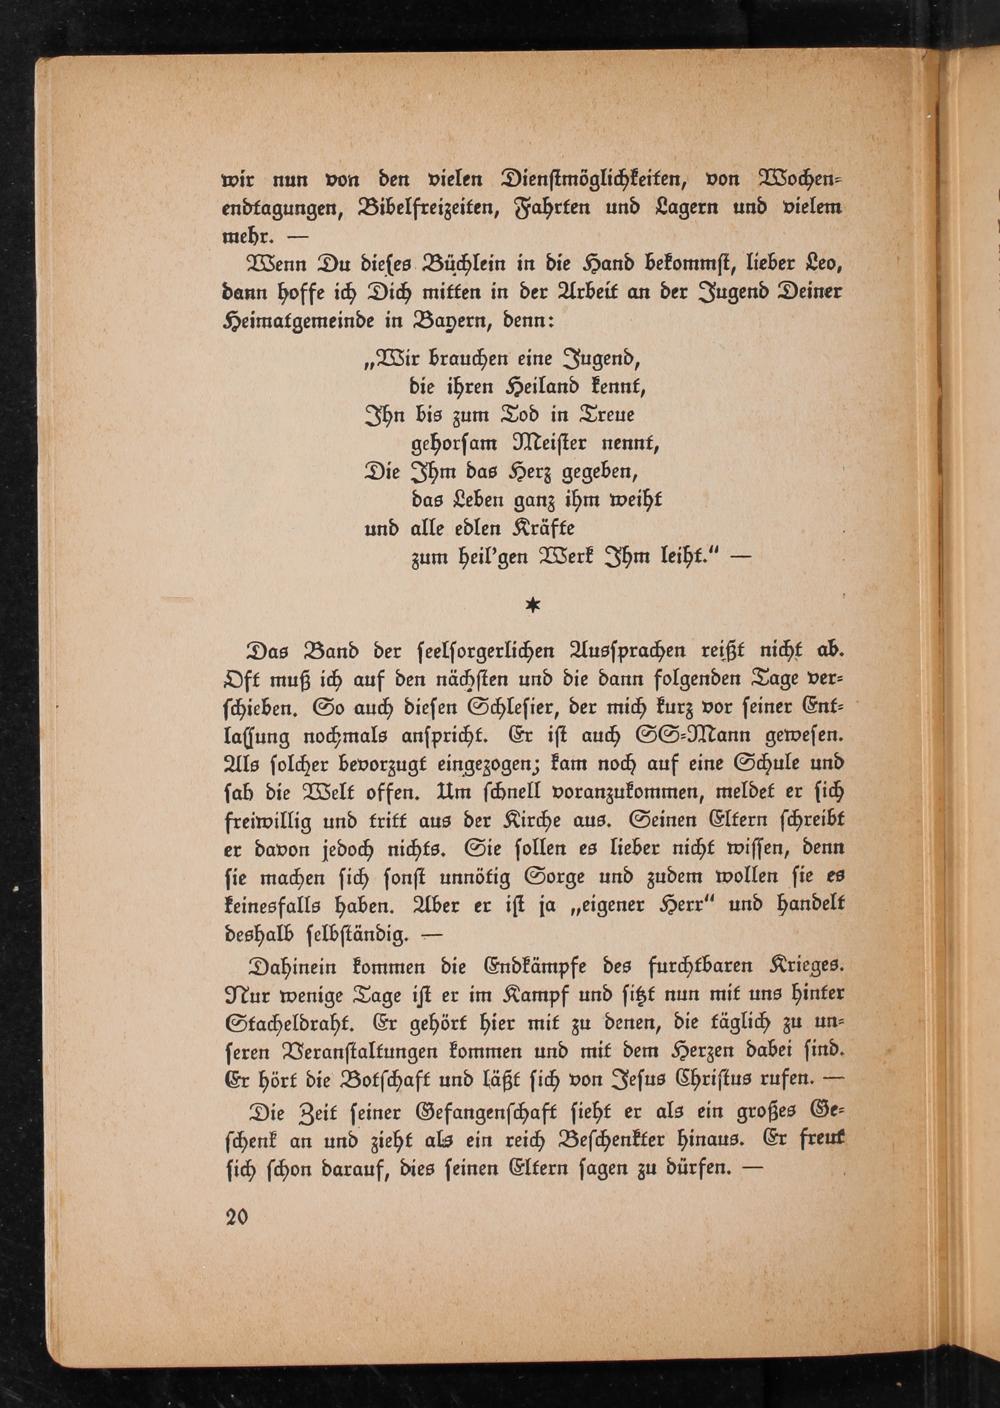 wir nun von den vielen Dienstmöglichkeiten, von Wochen-
endtagungen, Bibelfreizeiten, Fahrten und Lagern und vielem
mehr. —
Wenn Du dieses Büchlein in die Hand bekommst, lieber Leo,
dann hoffe ich Dich mitten in der Arbeit an der Jugend Deiner
Heimatgemeinde in Bayern, denn:
„Wir brauchen eine Jugend,
die ihren Heiland kennt,
Ihn bis zum Tod in Treue
gehorsam Meister nennt,
Die Ihm das Herz gegeben,
das Leben ganz ihm weiht
und alle edlen Kräfte
zum heil’gen Werk Ihm leiht.“ —
*
Das Band der seelsorgerlichen Aussprachen reißt nicht ab.
Oft muß ich auf den nächsten und die dann folgenden Tage ver-
schieben. So auch diesen Schlesier, der mich kurz vor seiner Ent-
lassung nochmals anspricht. Er ist auch SS-Mann gewesen.
Als solcher bevorzugt eingezogen; kam noch auf eine Schule und
sah die Welt offen. Um schnell voranzukommen, meldet er sich
freiwillig und tritt aus der Kirche aus. Seinen Eltern schreibt
er davon jedoch nichts. Sie sollen es lieber nicht wissen, denn
sie machen sich sonst unnötig Sorge und zudem wollen sie es
keinesfalls haben. Aber er ist ja „eigener Herr“ und handelt
deshalb selbständig. —
Dahinein kommen die Endkämpfe des furchtbaren Krieges.
Nur wenige Tage ist er im Kampf und sitzt nun mit uns hinter
Stacheldraht. Er gehört hier mit zu denen, die täglich zu un-
seren Veranstaltungen kommen und mit dem Herzen dabei sind.
Er hört die Botschaft und läßt sich von Jesus Christus rufen. —
Die Zeit seiner Gefangenschaft sieht er als ein großes Ge-
schenk an und zieht als ein reich Beschenkter hinaus. Er freut
sich schon darauf, dies seinen Eltern sagen zu dürfen. —
20